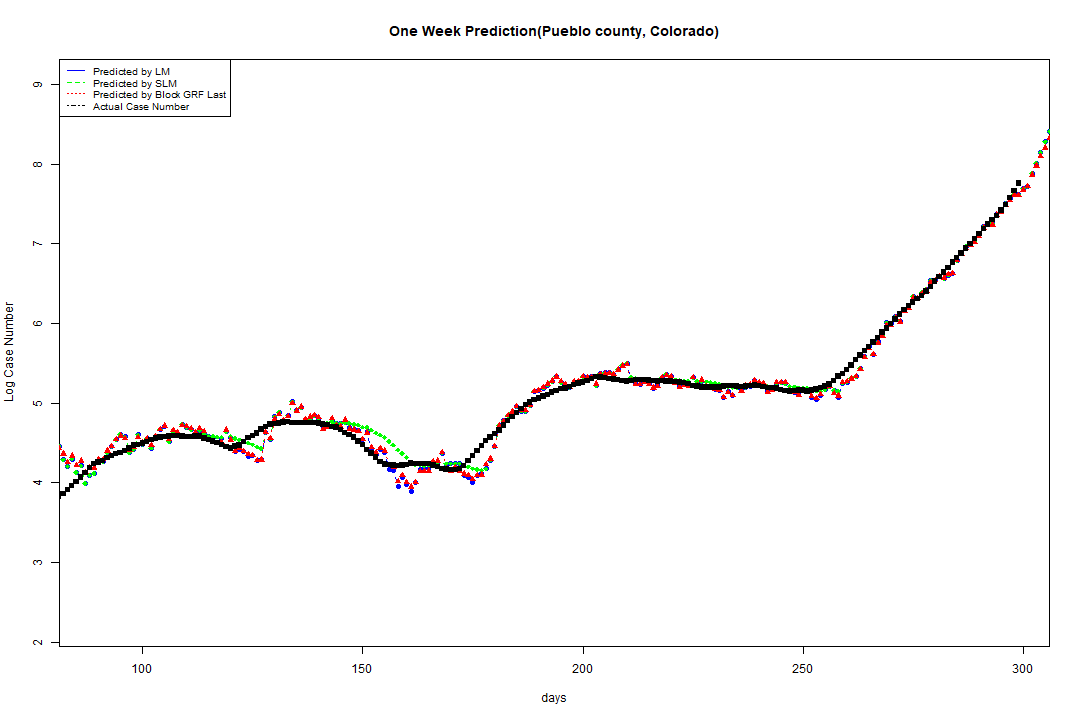 One Week Prediction(Pueblo county, Colorado)
Predicted by LM
Predicted by SLM
Predicted by Block GRF Last
Actual Case Number
9
8
7
6
5
4
3
2
Log Case Number
100 150 200 250 300
days